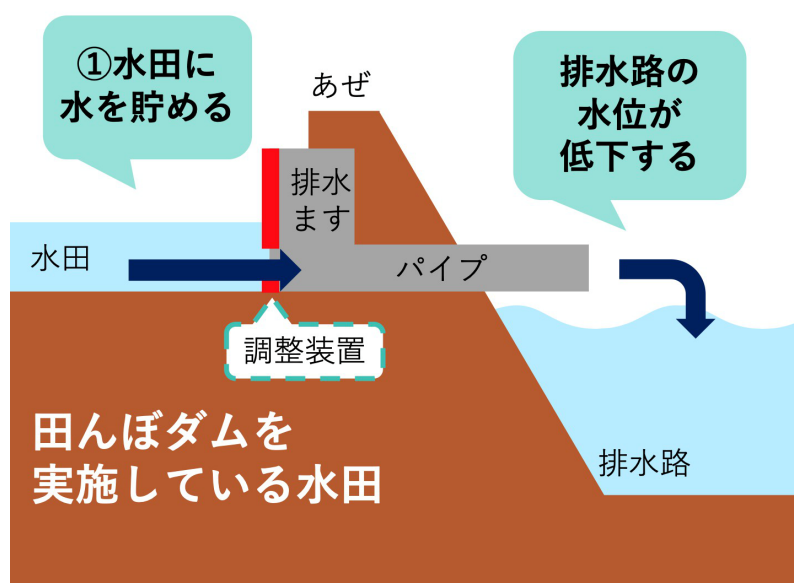 ①水田に
水を貯める
あぜ
排水路の
水位が
低下する
排水
ます
水田
パイプ
調整装置
田んぼダムを
実施している水田
排水路